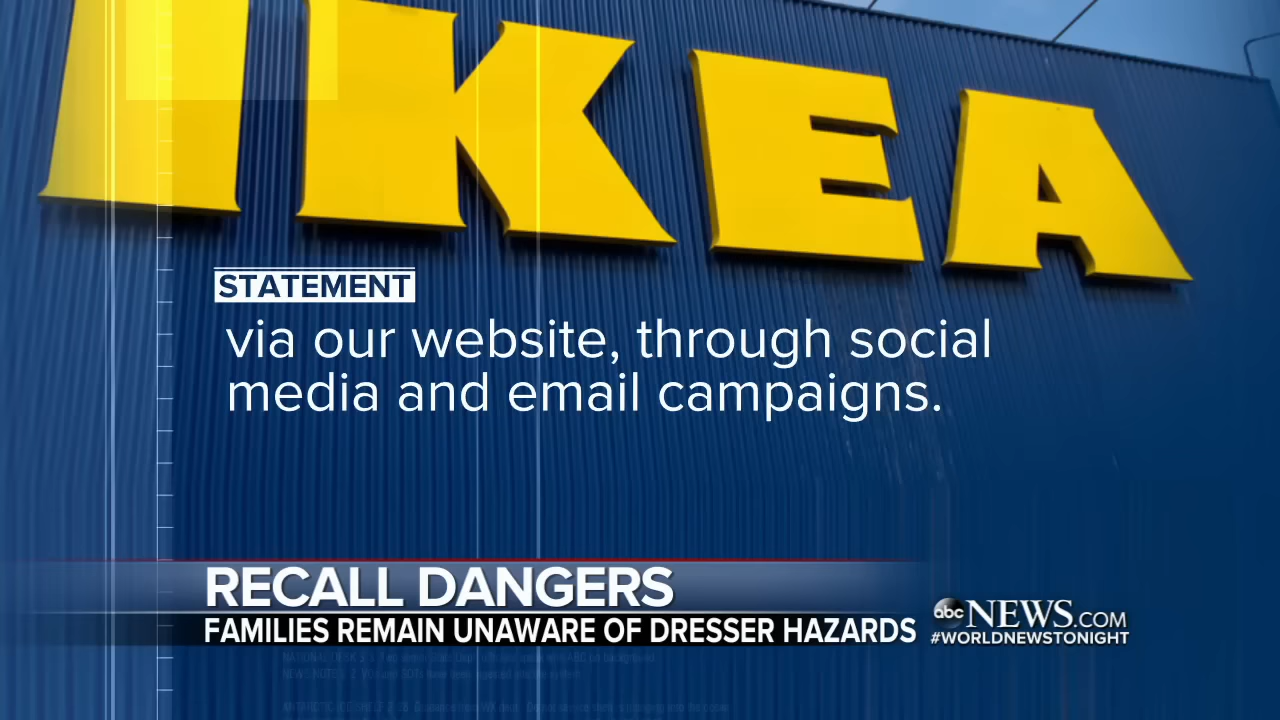 IKEA
STATEMENT
via our website, through social
media and email campaigns.
RECALL DANGERS
FAMILIES REMAIN UNAWARE OF DRESSER HAZARDS
abc NEWS.COM
#WORLDNEWSTONIGHT